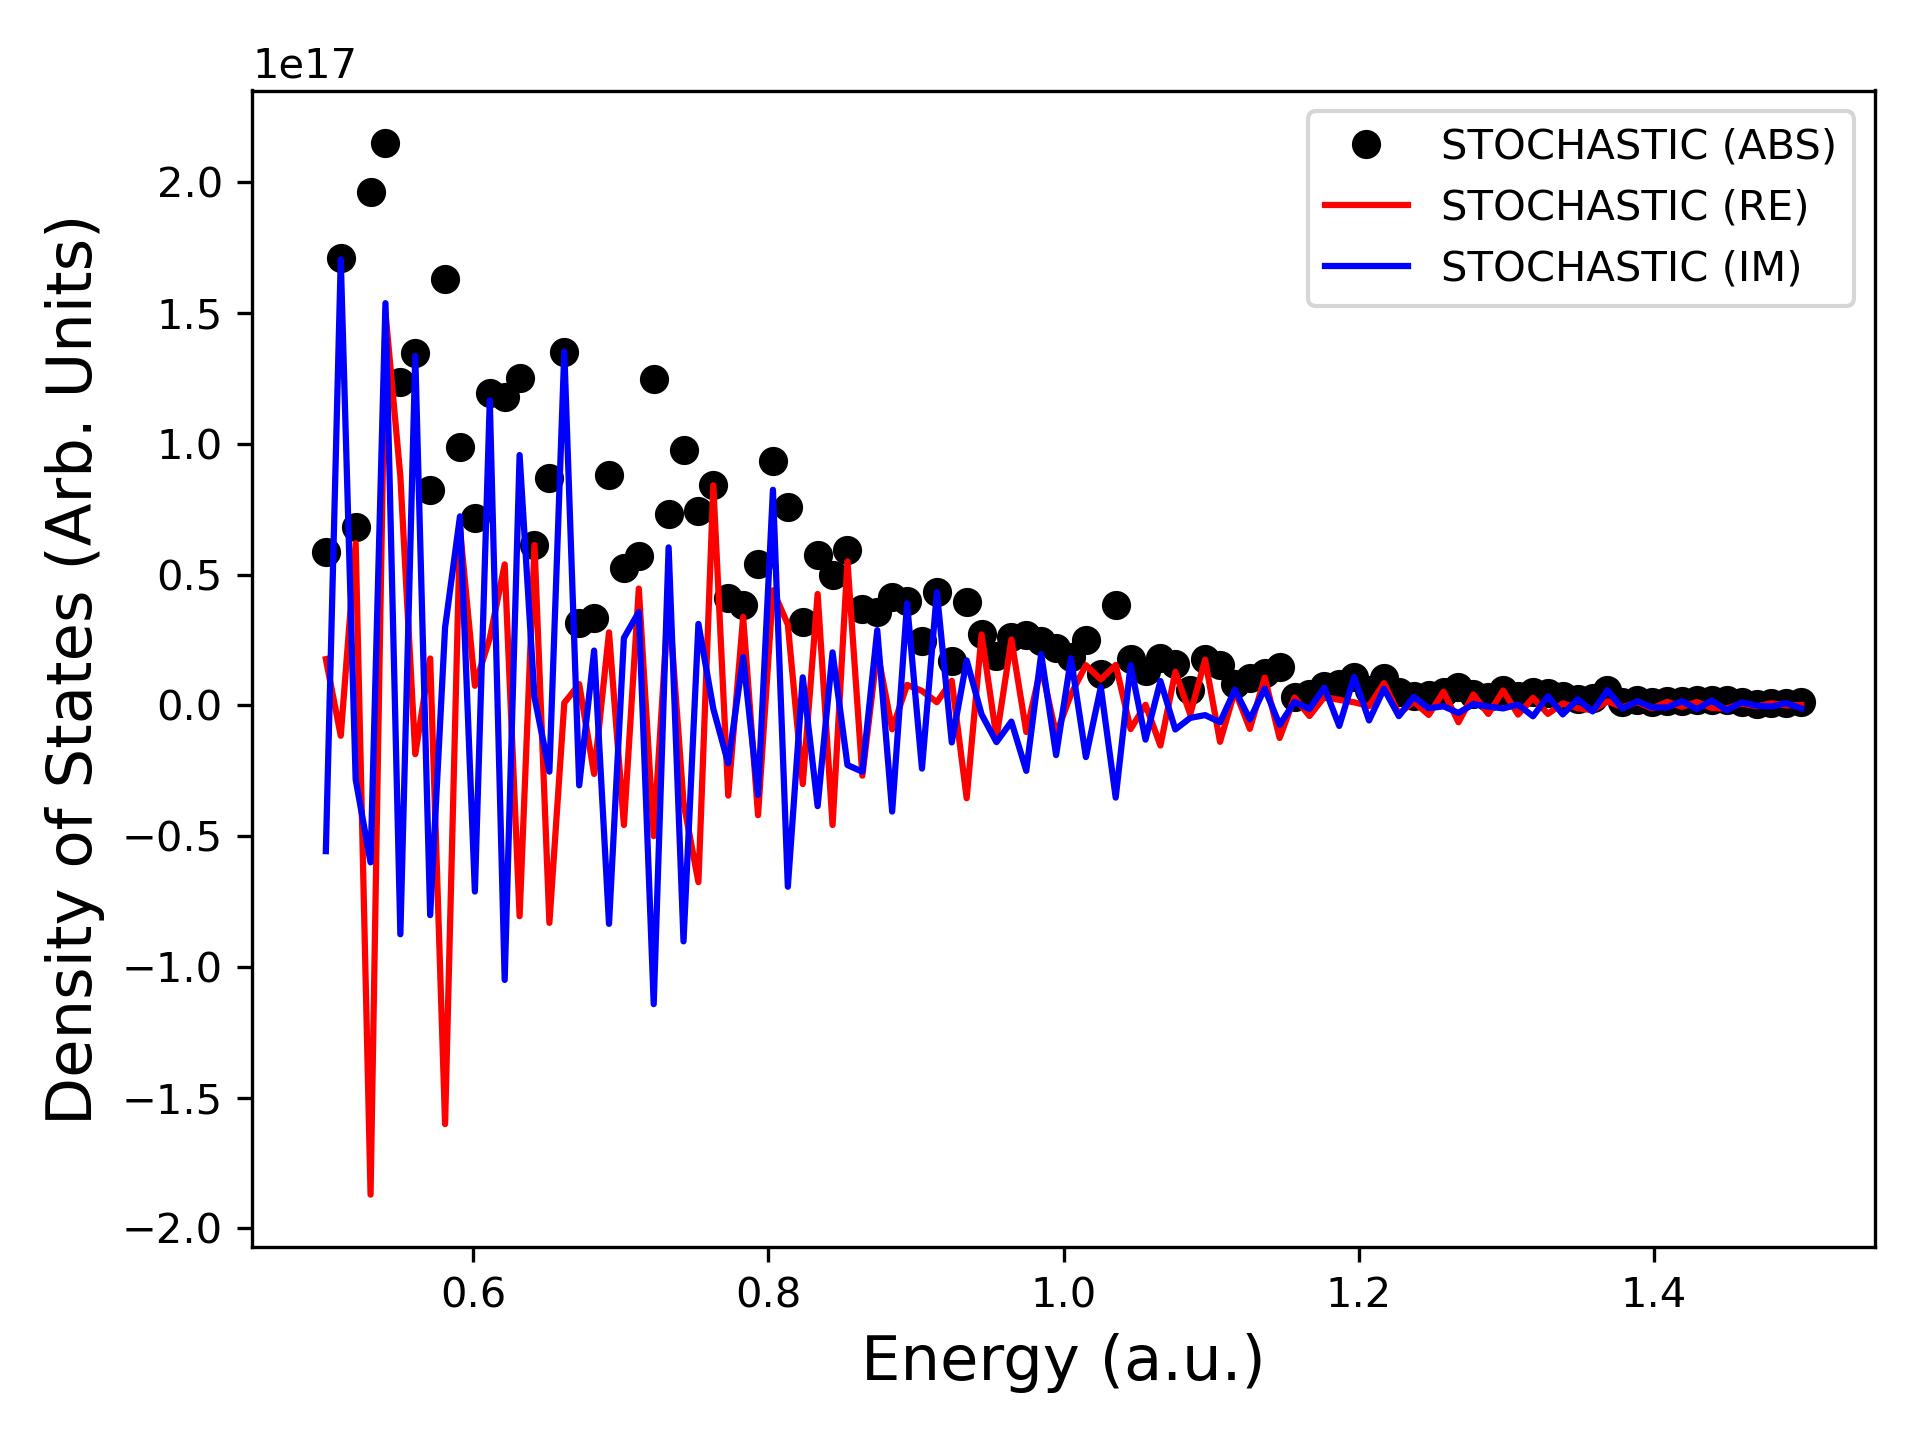 1e17
STOCHASTIC (ABS)
STOCHASTIC (RE)
STOCHASTIC (IM)
Density of States (Arb. Units)
2.0
1.5
1.0
0.5
0.0
−0.5
−1.0
−1.5
−2.0
0.6 0.8 1.0 1.2 1.4
Energy (a.u.)